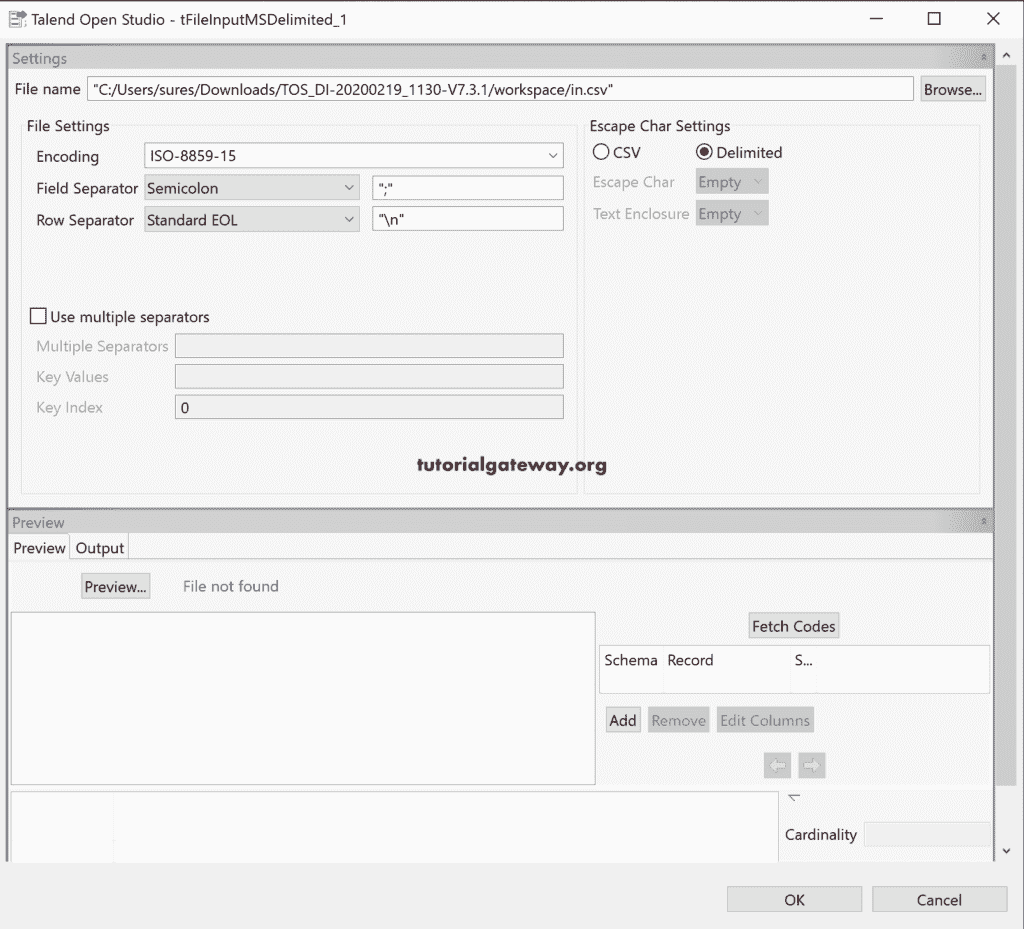 Talend Open Studio - tFileInputMSDelimited_1
Settings
File name "C:/Users/sures/Downloads/TOS_DI-20200219_1130-V7.3.1/workspace/in.csv" Browse...
File Settings
Encoding ISO-8859-15
Field Separator Semicolon ";"
Row Separator Standard EOL "\n"
Use multiple separators
Multiple Separators
Key Values
Key Index 0
Escape Char Settings
CSV Delimited
Escape Char Empty
Text Enclosure Empty
tutorialgateway.org
Preview
Preview Output
Preview... File not found
Fetch Codes
Schema Record S...
Add Remove Edit Columns
Cardinality
OK Cancel